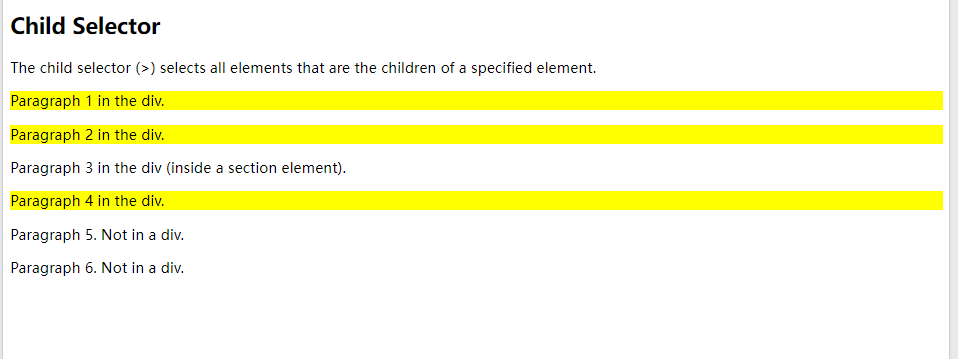 Child Selector
The child selector (>) selects all elements that are the children of a specified element.
Paragraph 1 in the div.
Paragraph 2 in the div.
Paragraph 3 in the div (inside a section element).
Paragraph 4 in the div.
Paragraph 5. Not in a div.
Paragraph 6. Not in a div.